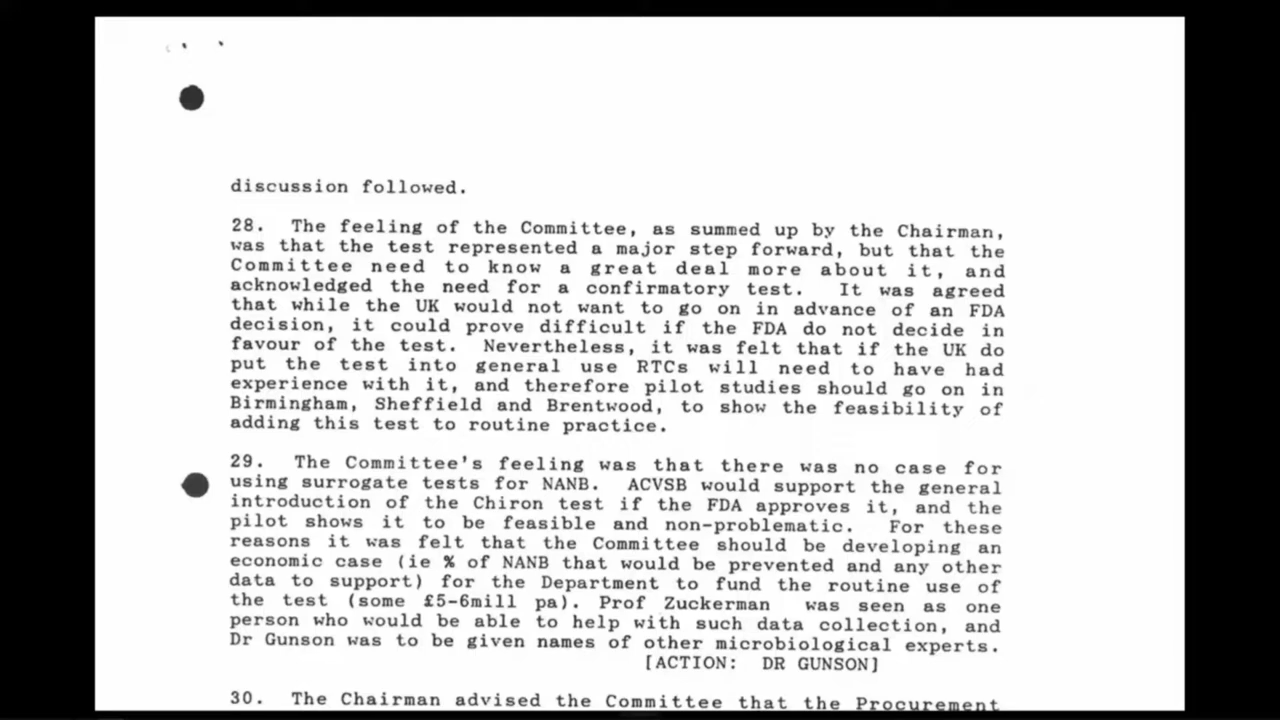 discussion followed.
28. The feeling of the Committee, as summed up by the Chairman,
was that the test represented a major step forward, but that the
Committee need to know a great deal more about it, and
acknowledged the need for a confirmatory test. It was agreed
that while the UK would not want to go on in advance of an FDA
decision, it could prove difficult if the FDA do not decide in
favour of the test. Nevertheless, it was felt that if the UK do
put the test into general use RTCs will need to have had
experience with it, and therefore pilot studies should go on in
Birmingham, Sheffield and Brentwood, to show the feasibility of
adding this test to routine practice.
29. The Committee's feeling was that there was no case for
using surrogate tests for NANB. ACVSB would support the general
introduction of the Chiron test if the FDA approves it, and the
pilot shows it to be feasible and non-problematic. For these
reasons it was felt that the Committee should be developing an
economic case (ie % of NANB that would be prevented and any other
data to support) for the Department to fund the routine use of
the test (some £5-6mill pa). Prof Zuckerman was seen as one
person who would be able to help with such data collection, and
Dr Gunson was to be given names of other microbiological experts.
[ACTION: DR GUNSON]
30. The Chairman advised the Committee that the Procurement